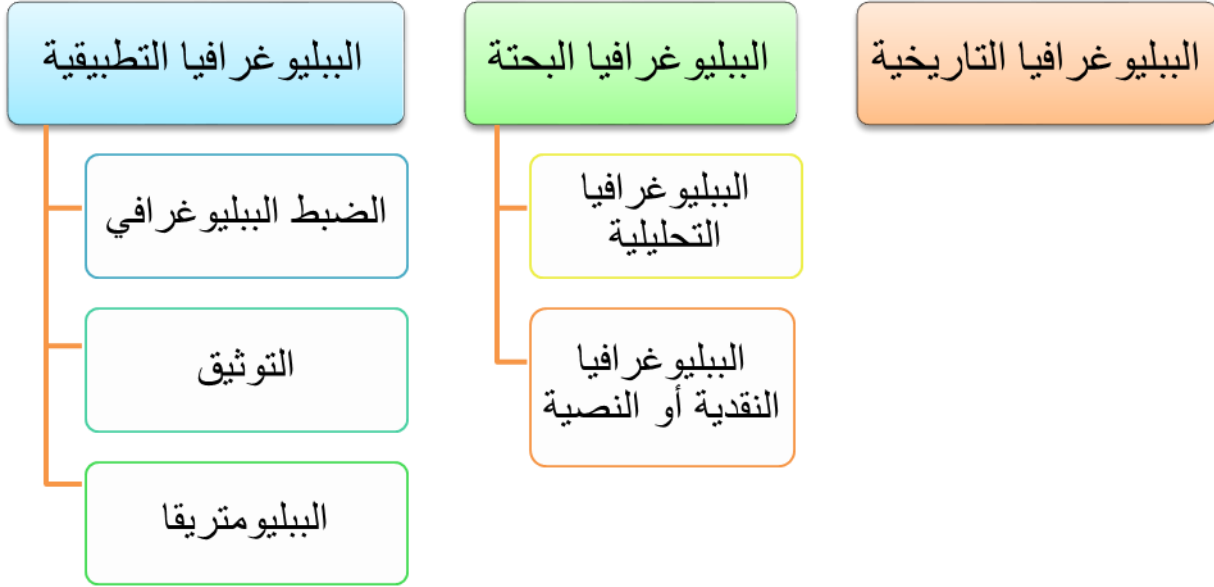 الببليوغرافيا التاريخية
الببليوغرافيا البحتة
الببليوغرافيا
التحليلية
الببليوغرافيا
النقدية أو النصية
الببليوغرافيا التطبيقية
الضبط الببليوغرافي
التوثيق
الببليومتريقا